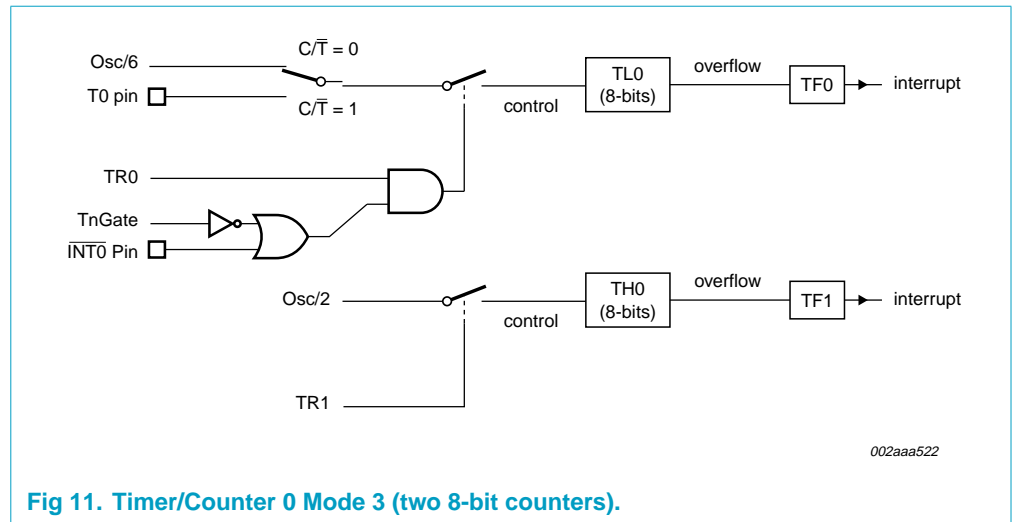 Osc/6
C/T̅ = 0
T0 pin
C/T̅ = 1
control
TL0
(8-bits)
overflow
TF0
interrupt
TR0
TnGate
I̅N̅T̅0̅ Pin
Osc/2
control
TH0
(8-bits)
overflow
TF1
interrupt
TR1
002aaa522
Fig 11. Timer/Counter 0 Mode 3 (two 8-bit counters).